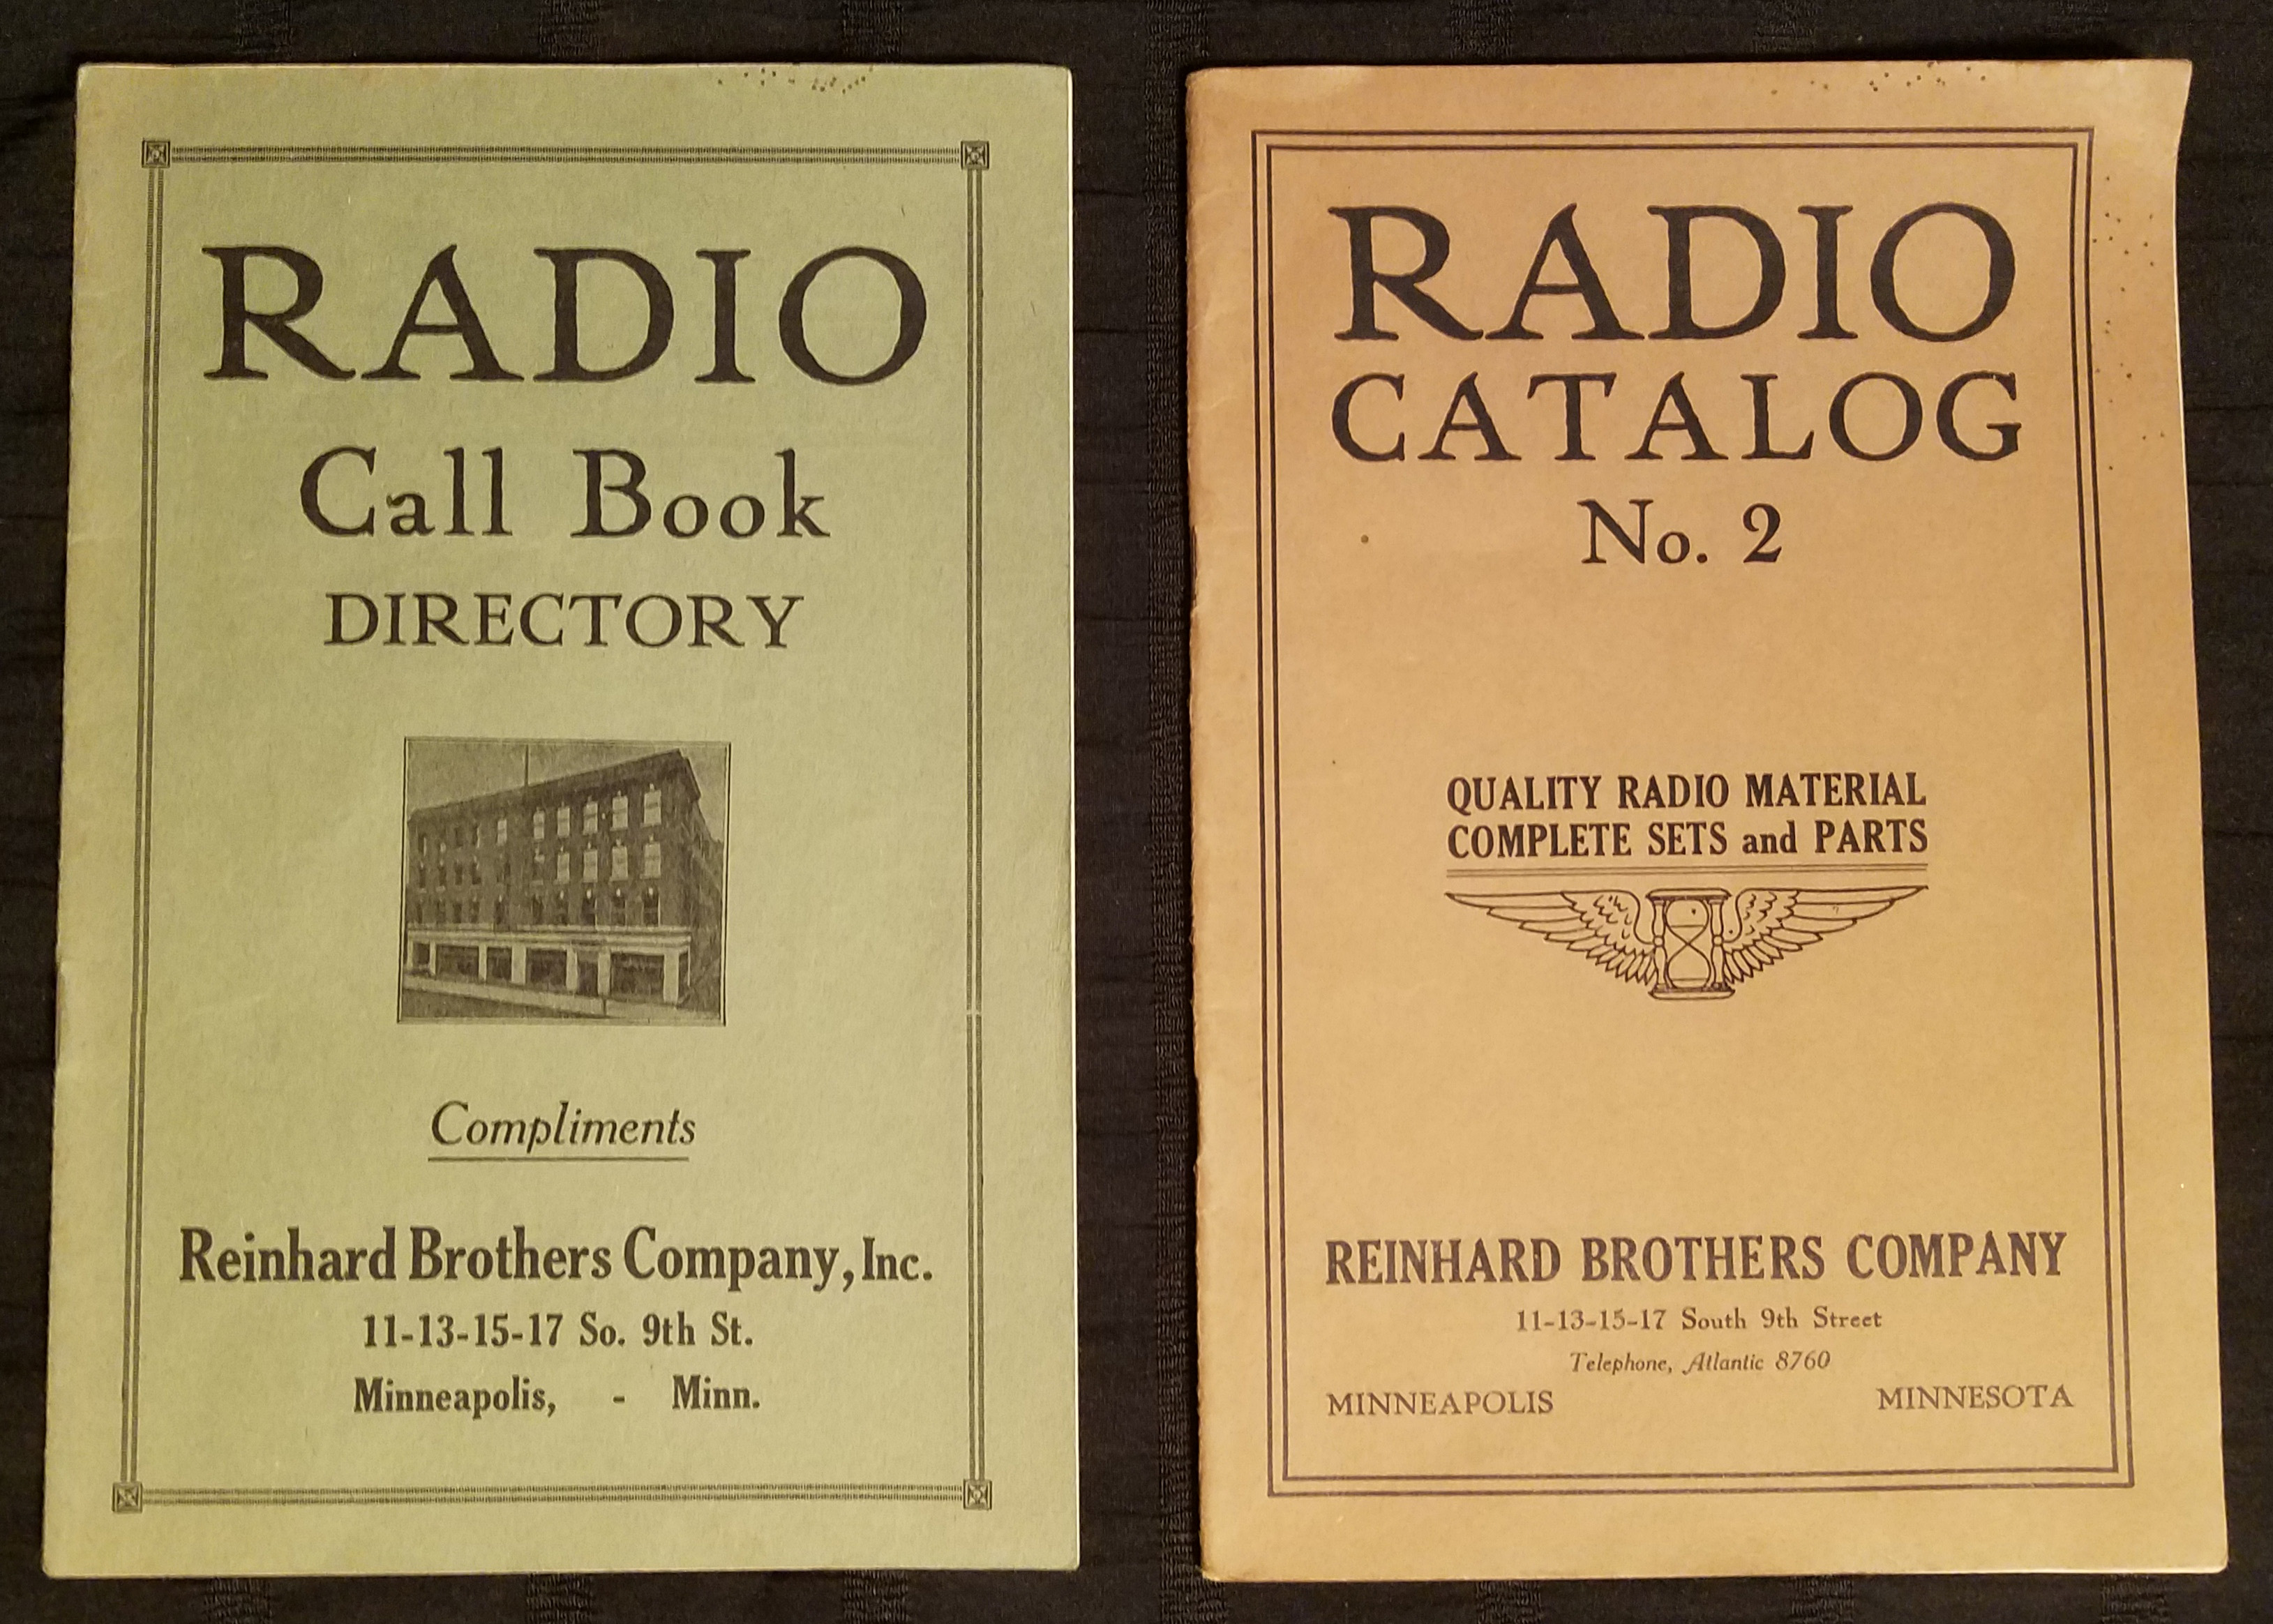 RADIO
Call Book
DIRECTORY
Compliments
Reinhard Brothers Company, Inc.
11-13-15-17 So. 9th St.
Minneapolis, - Minn.
RADIO
CATALOG
No. 2
QUALITY RADIO MATERIAL
COMPLETE SETS and PARTS
REINHARD BROTHERS COMPANY
11-13-15-17 South 9th Street
Telephone, Atlantic 8760
MINNEAPOLIS MINNESOTA